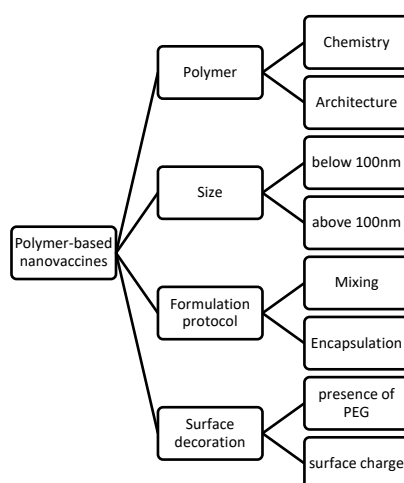 Polymer-based
nanovaccines
Polymer
Chemistry
Architecture
Size
below 100nm
above 100nm
Formulation
protocol
Mixing
Encapsulation
Surface
decoration
presence of
PEG
surface charge